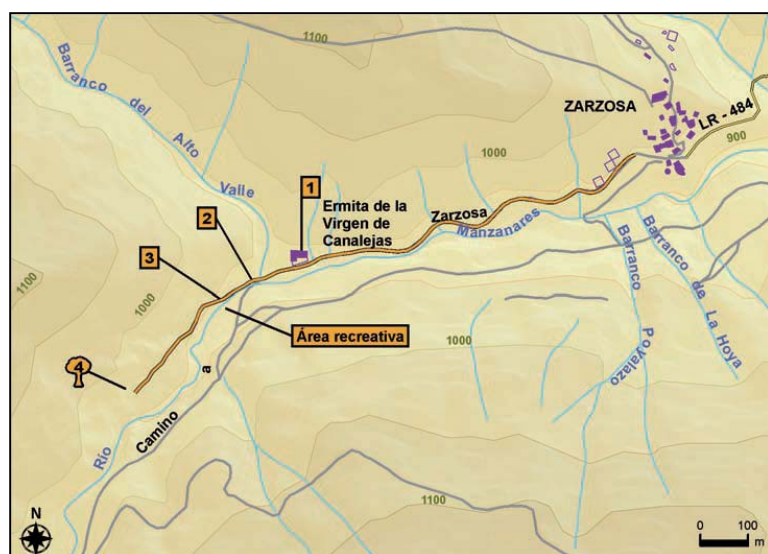 1100
Barranco del Alto Valle
ZARZOSA
LR - 484
900
1000
1
Ermita de la
Virgen de
Canalejas
Zarzosa
Manzanares
2
3
1100
1000
Barranco Poyalazo
Barranco de La Hoya
Área recreativa
1000
4
a
Camino
Río
1100
N
0 100
m